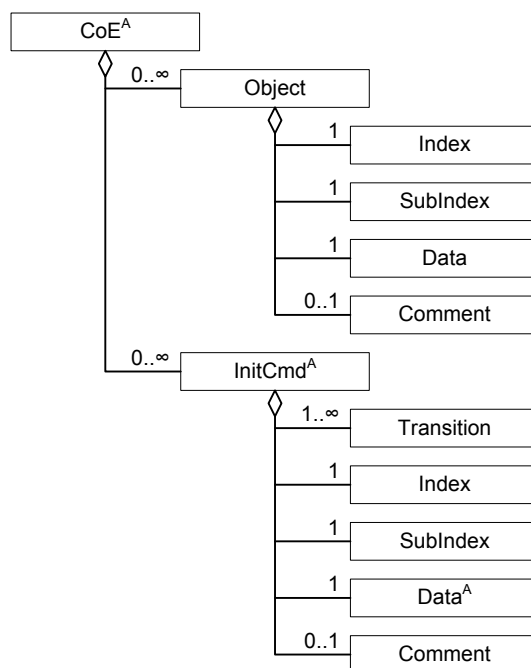 CoE^A
0..∞
Object
1
Index
1
SubIndex
1
Data
0..1
Comment
0..∞
InitCmd^A
1..∞
Transition
1
Index
1
SubIndex
1
Data^A
0..1
Comment